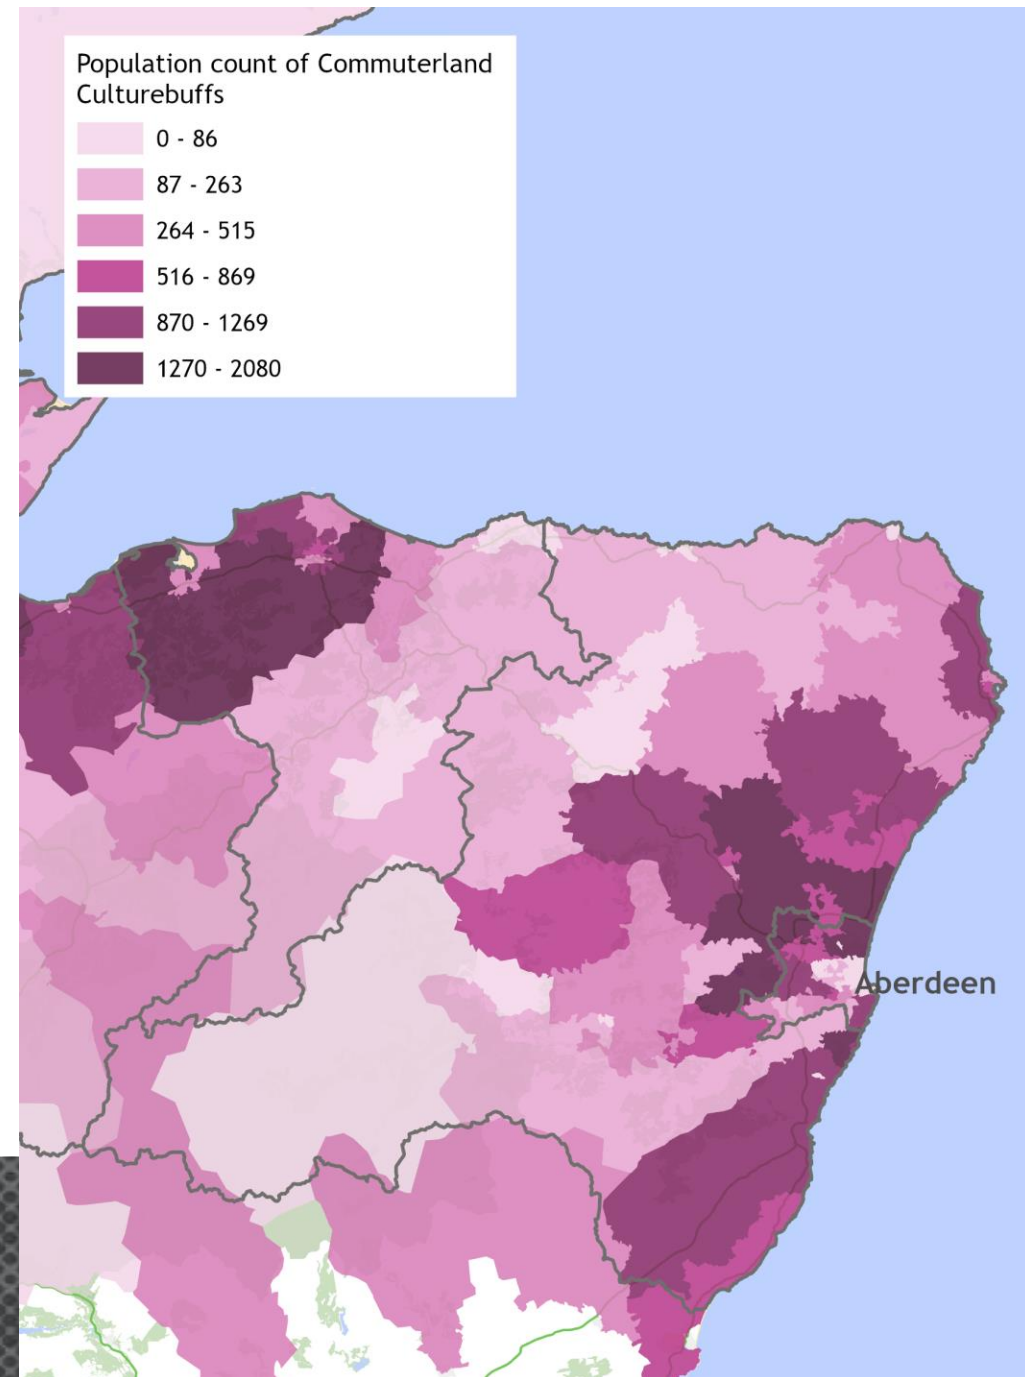 Population count of Commuterland
Culturebuffs
0 - 86
87 - 263
264 - 515
516 - 869
870 - 1269
1270 - 2080
Aberdeen